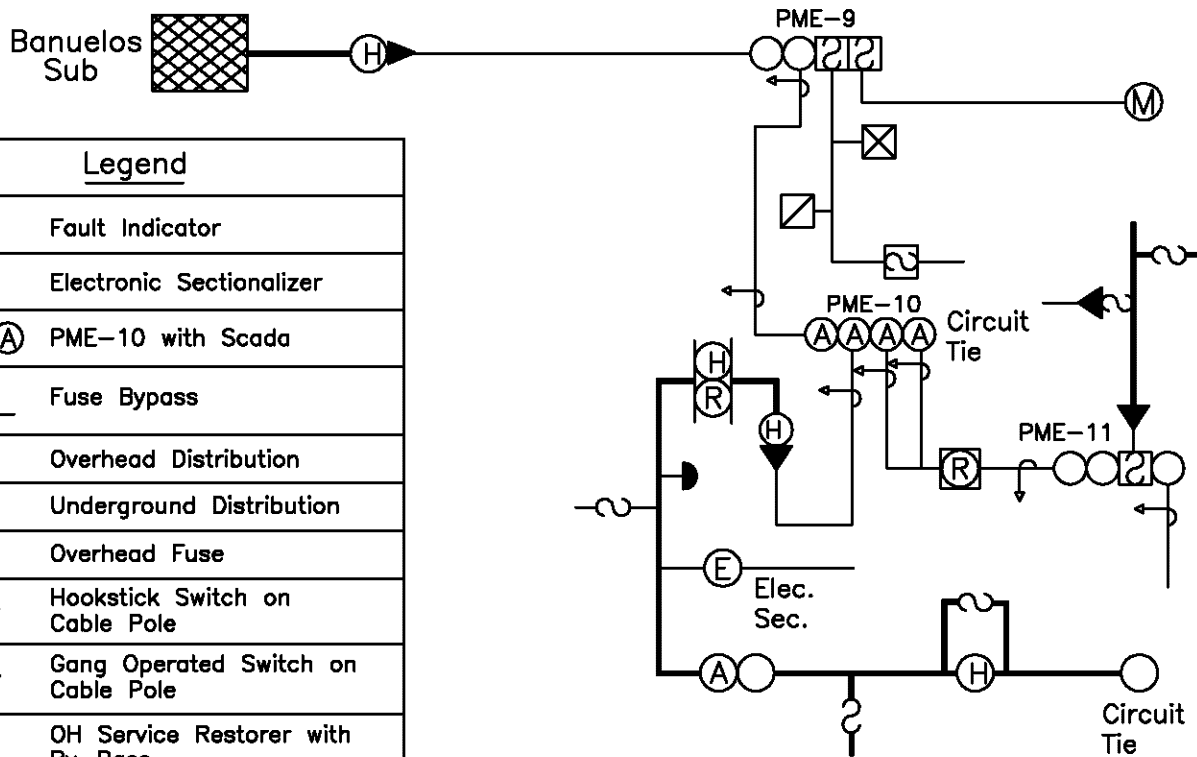 PME-9
Banuelos
Sub
H
M
Legend
Fault Indicator
Electronic Sectionalizer
A PME-10 with Scada
Fuse Bypass
Overhead Distribution
Underground Distribution
Overhead Fuse
Hookstick Switch on
Cable Pole
Gang Operated Switch on
Cable Pole
OH Service Restorer with
PME-10
A A A A
Circuit
Tie
H
R
H
PME-11
R
E
Elec.
Sec.
A
H
Circuit
Tie